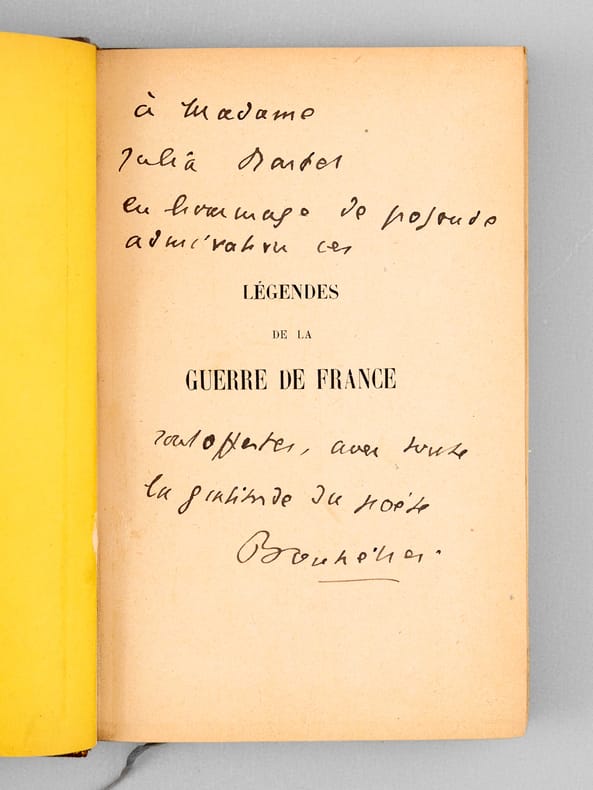 à Madame
Julia Bartet
en hommage de profonde
admiration ces
LÉGENDES
DE LA
GUERRE DE FRANCE
sont offertes, avec toute
la gratitude du poète
Bouhélier.